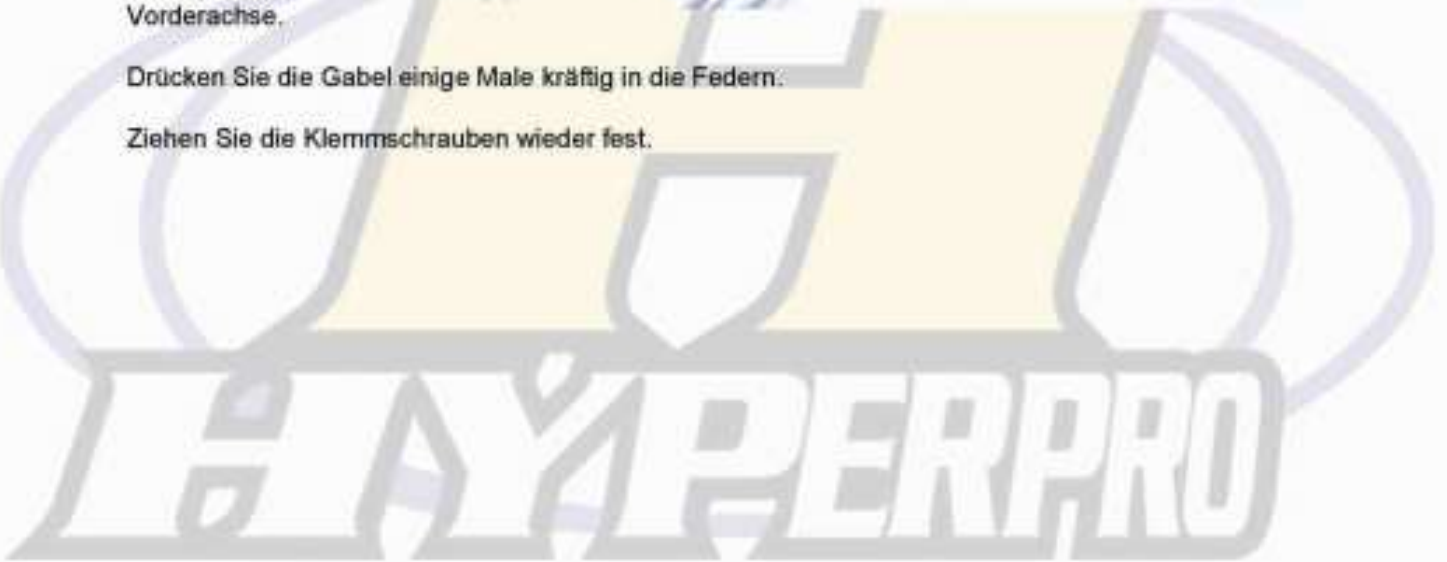 Vorderachse.
Drücken Sie die Gabel einige Male kräftig in die Federn.
Ziehen Sie die Klemmschrauben wieder fest.
HYPERPRO